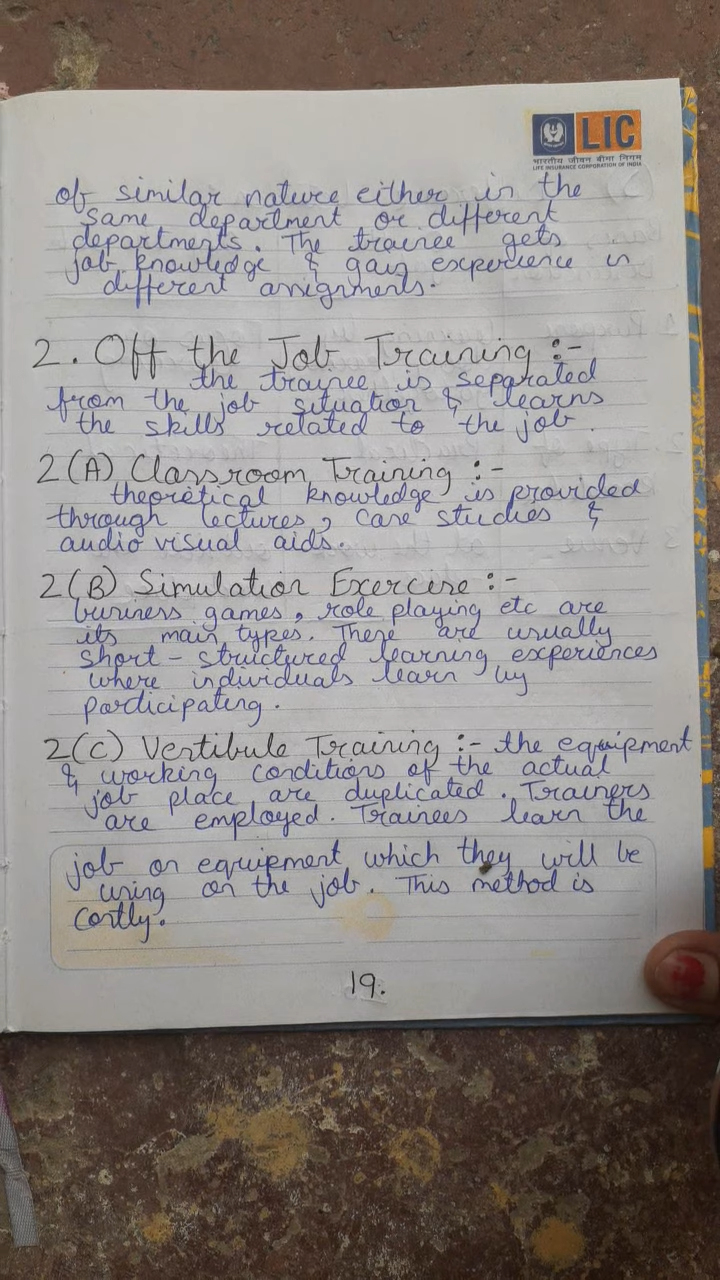 LIC
भारतीय जीवन बीमा निगम
LIFE INSURANCE CORPORATION OF INDIA
of similar nature either in the
same department or different
departments. The trainee gets
job knowledge & gain experience in
different assignments.
2. Off the Job Training :-
the trainee is separated
from the job situation & learns
the skills related to the job.
2(A) Classroom Training :-
theoretical knowledge is provided
through lectures, case studies &
audio visual aids.
2(B) Simulation Exercise :-
business games, role playing etc are
its main types. These are usually
short-structured learning experiences
where individuals learn by
participating.
2(C) Vestibule Training :- the equipment
& working conditions of the actual
job place are duplicated. Trainers
are employed. Trainees learn the
job on equipment which they will be
using on the job. This method is
costly.
19.